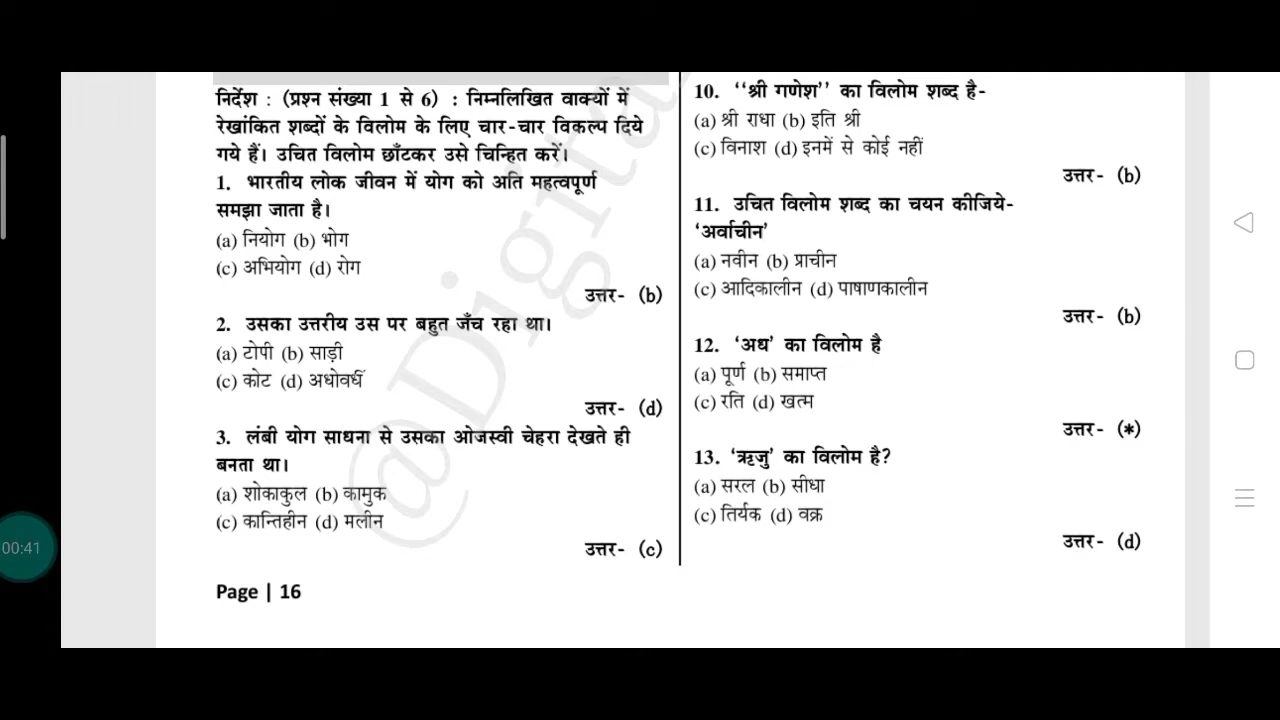 निर्देश : (प्रश्न संख्या 1 से 6) : निम्नलिखित वाक्यों में
रेखांकित शब्दों के विलोम के लिए चार-चार विकल्प दिये
गये हैं। उचित विलोम छाँटकर उसे चिन्हित करें।
1. भारतीय लोक जीवन में योग को अति महत्वपूर्ण
समझा जाता है।
(a) नियोग (b) भोग
(c) अभियोग (d) रोग
उत्तर- (b)
2. उसका उत्तरीय उस पर बहुत जँच रहा था।
(a) टोपी (b) साड़ी
(c) कोट (d) अधोवर्धी
उत्तर- (d)
3. लंबी योग साधना से उसका ओजस्वी चेहरा देखते ही
बनता था।
(a) शोकाकुल (b) कामुक
(c) कान्तिहीन (d) मलीन
उत्तर- (c)
Page | 16
10. ‘‘श्री गणेश’’ का विलोम शब्द है-
(a) श्री राधा (b) इति श्री
(c) विनाश (d) इनमें से कोई नहीं
उत्तर- (b)
11. उचित विलोम शब्द का चयन कीजिये-
‘अर्वाचीन’
(a) नवीन (b) प्राचीन
(c) आदिकालीन (d) पाषाणकालीन
उत्तर- (b)
12. ‘अथ’ का विलोम है
(a) पूर्ण (b) समाप्त
(c) रति (d) खत्म
उत्तर- (*)
13. ‘ऋजु’ का विलोम है?
(a) सरल (b) सीधा
(c) तिर्यक (d) वक्र
उत्तर- (d)
@Digita
00:41